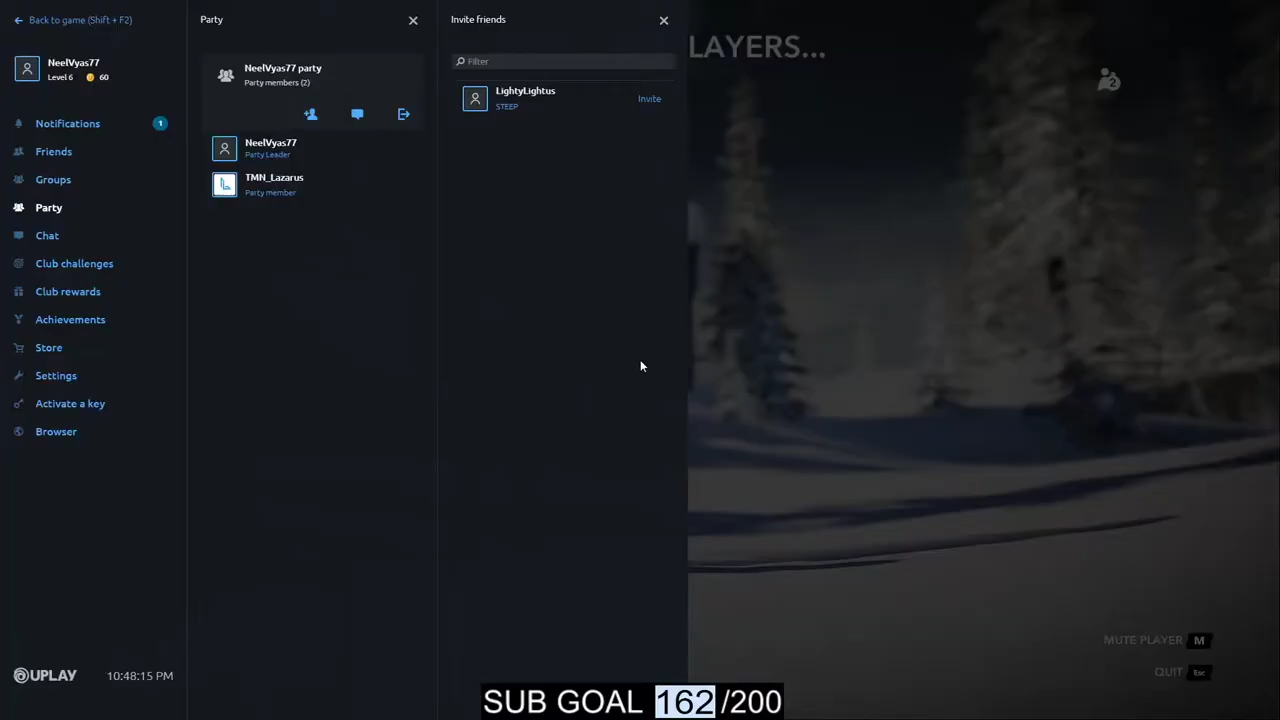 Back to game (Shift + F2)
NeelVyas77
Level 6 60
Notifications 1
Friends
Groups
Party
Chat
Club challenges
Club rewards
Achievements
Store
Settings
Activate a key
Browser
UPLAY 10:48:15 PM
Party
NeelVyas77 party
Party members (2)
NeelVyas77
Party Leader
TMN_Lazarus
Party member
Invite friends
Filter
LightyLightus
STEEP
Invite
LAYERS...
2
MUTE PLAYER M
QUIT Esc
SUB GOAL 162/200